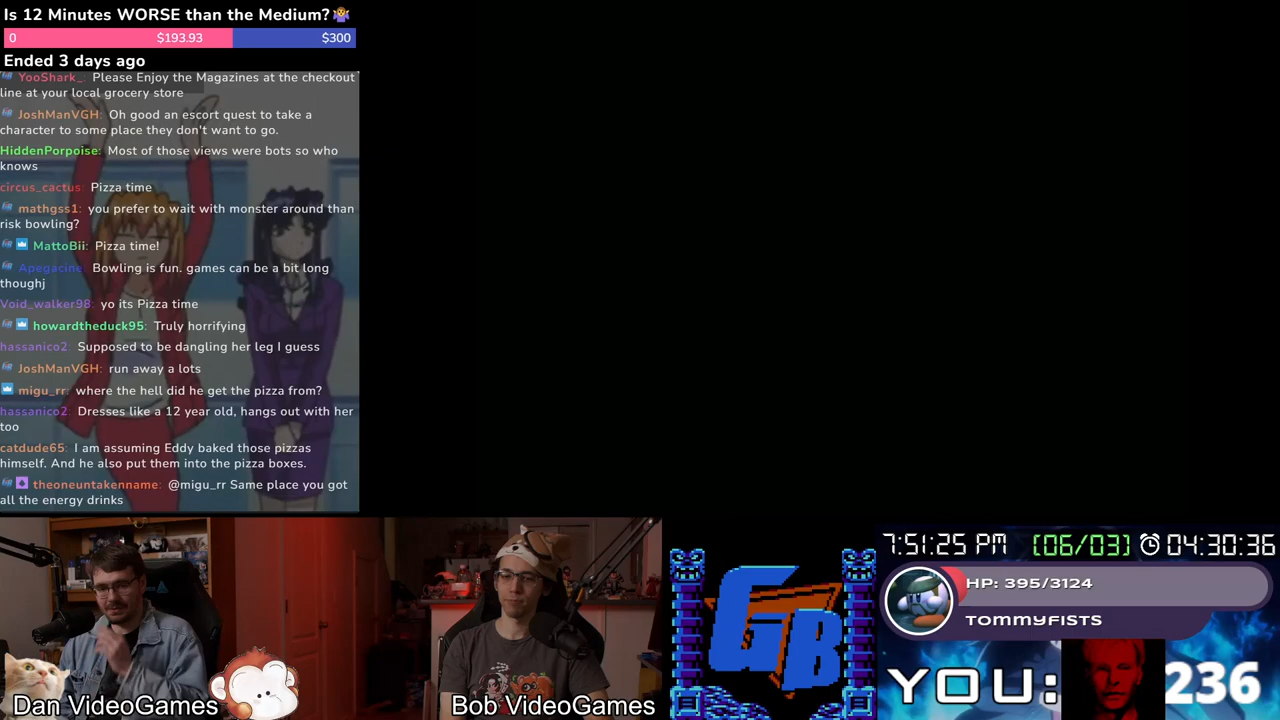 Is 12 Minutes WORSE than the Medium?🤷‍♀️
0 $193.93 $300
Ended 3 days ago
YooShark_: Please Enjoy the Magazines at the checkout
line at your local grocery store
JoshManVGH: Oh good an escort quest to take a
character to some place they don't want to go.
HiddenPorpoise: Most of those views were bots so who
knows
circus_cactus: Pizza time
mathgss1: you prefer to wait with monster around than
risk bowling?
MattoBii: Pizza time!
Apegacine: Bowling is fun. games can be a bit long
thoughj
Void_walker98: yo its Pizza time
howardtheduck95: Truly horrifying
hassanico2: Supposed to be dangling her leg I guess
JoshManVGH: run away a lots
migu_rr: where the hell did he get the pizza from?
hassanico2: Dresses like a 12 year old, hangs out with her
too
catdude65: I am assuming Eddy baked those pizzas
himself. And he also put them into the pizza boxes.
theoneuntakenname: @migu_rr Same place you got
all the energy drinks
Dan VideoGames
Bob VideoGames
GB
7:51:25 PM [06/03] 04:30:36
HP: 395/3124
TOMMYFISTS
YOU: 236